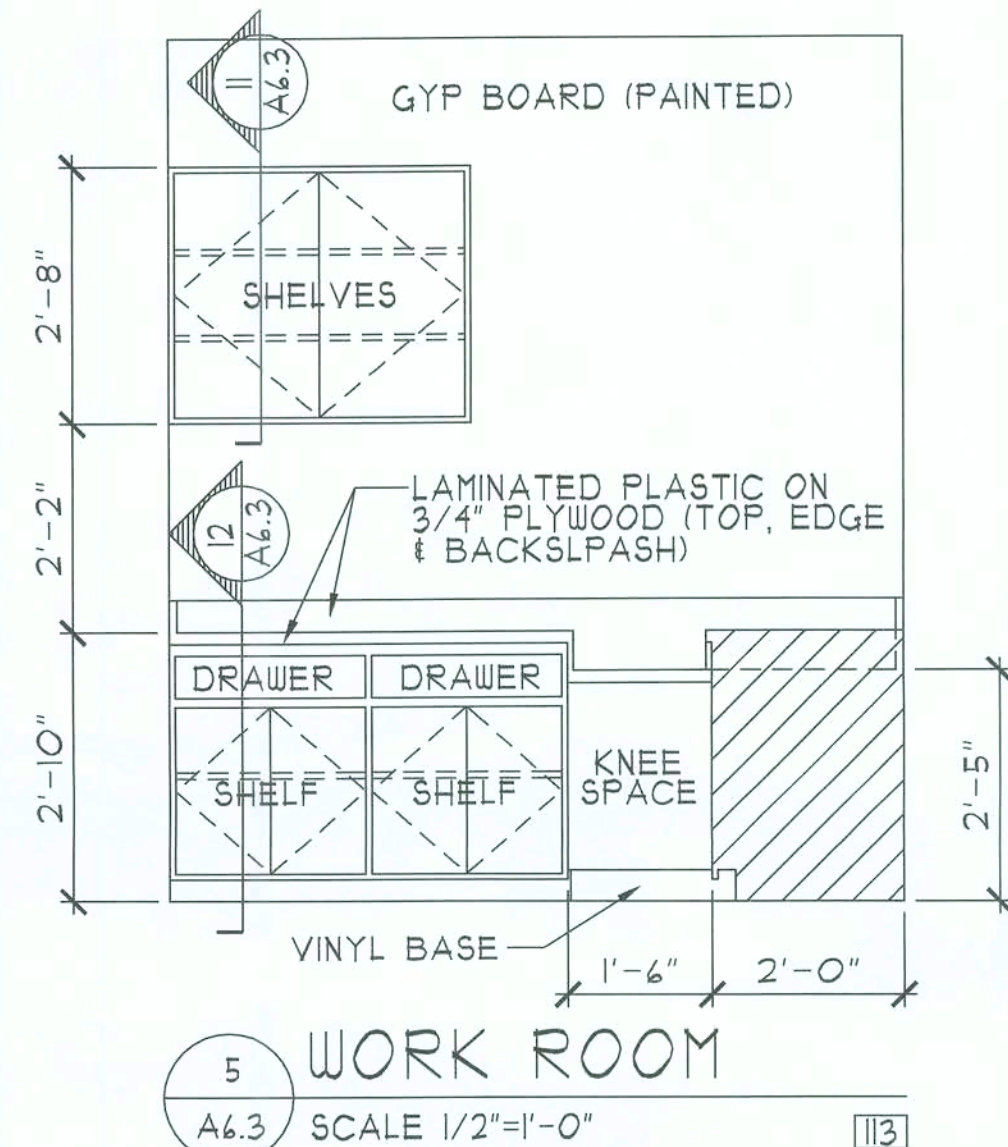 11
A6.3
GYP BOARD (PAINTED)
2'-8"
SHELVES
2'-2"
LAMINATED PLASTIC ON
3/4" PLYWOOD (TOP, EDGE
& BACKSLPASH)
12
A6.3
DRAWER DRAWER
2'-10"
SHELF SHELF
KNEE
SPACE
2'-5"
VINYL BASE
1'-6" 2'-0"
5
A6.3
WORK ROOM
SCALE 1/2"=1'-0"
113